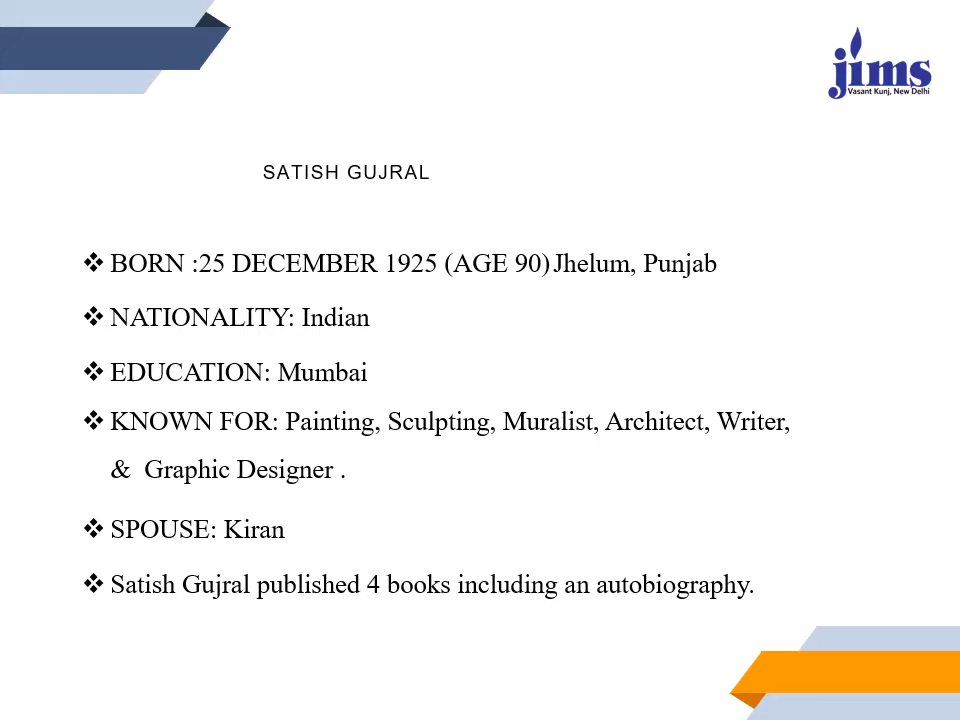 jims
Vasant Kunj, New Delhi
SATISH GUJRAL
❖ BORN :25 DECEMBER 1925 (AGE 90) Jhelum, Punjab
❖ NATIONALITY: Indian
❖ EDUCATION: Mumbai
❖ KNOWN FOR: Painting, Sculpting, Muralist, Architect, Writer,
& Graphic Designer .
❖ SPOUSE: Kiran
❖ Satish Gujral published 4 books including an autobiography.